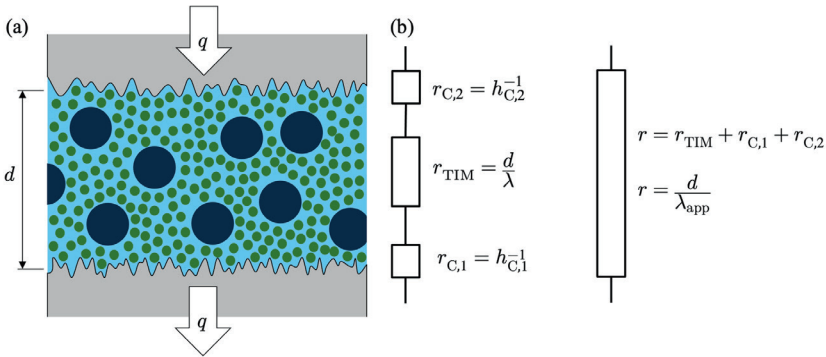 (a)
q
d
q
(b)
r_C,2 = h_C,2^-1
r_TIM = d/λ
r_C,1 = h_C,1^-1
r = r_TIM + r_C,1 + r_C,2
r = d/λ_app